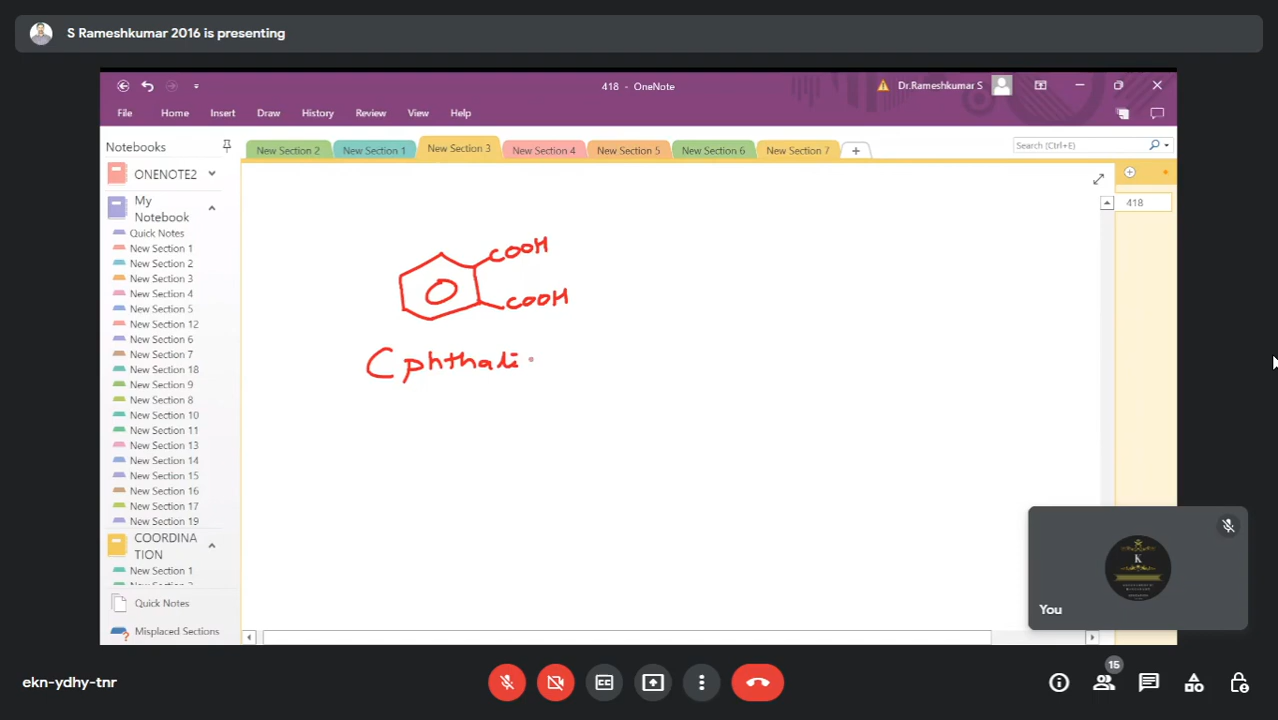 S Rameshkumar 2016 is presenting
418 - OneNote
Dr.Rameshkumar S
File Home Insert Draw History Review View Help
Notebooks
New Section 2 New Section 1 New Section 3 New Section 4 New Section 5 New Section 6 New Section 7 +
Search (Ctrl+E)
ONENOTE2
My
Notebook
Quick Notes
New Section 1
New Section 2
New Section 3
New Section 4
New Section 5
New Section 12
New Section 6
New Section 7
New Section 18
New Section 9
New Section 8
New Section 10
New Section 11
New Section 13
New Section 14
New Section 15
New Section 16
New Section 17
New Section 19
COORDINA
TION
New Section 1
Quick Notes
Misplaced Sections
418
COOH
COOH
C phthali
K
You
ekn-ydhy-tnr
CC
15